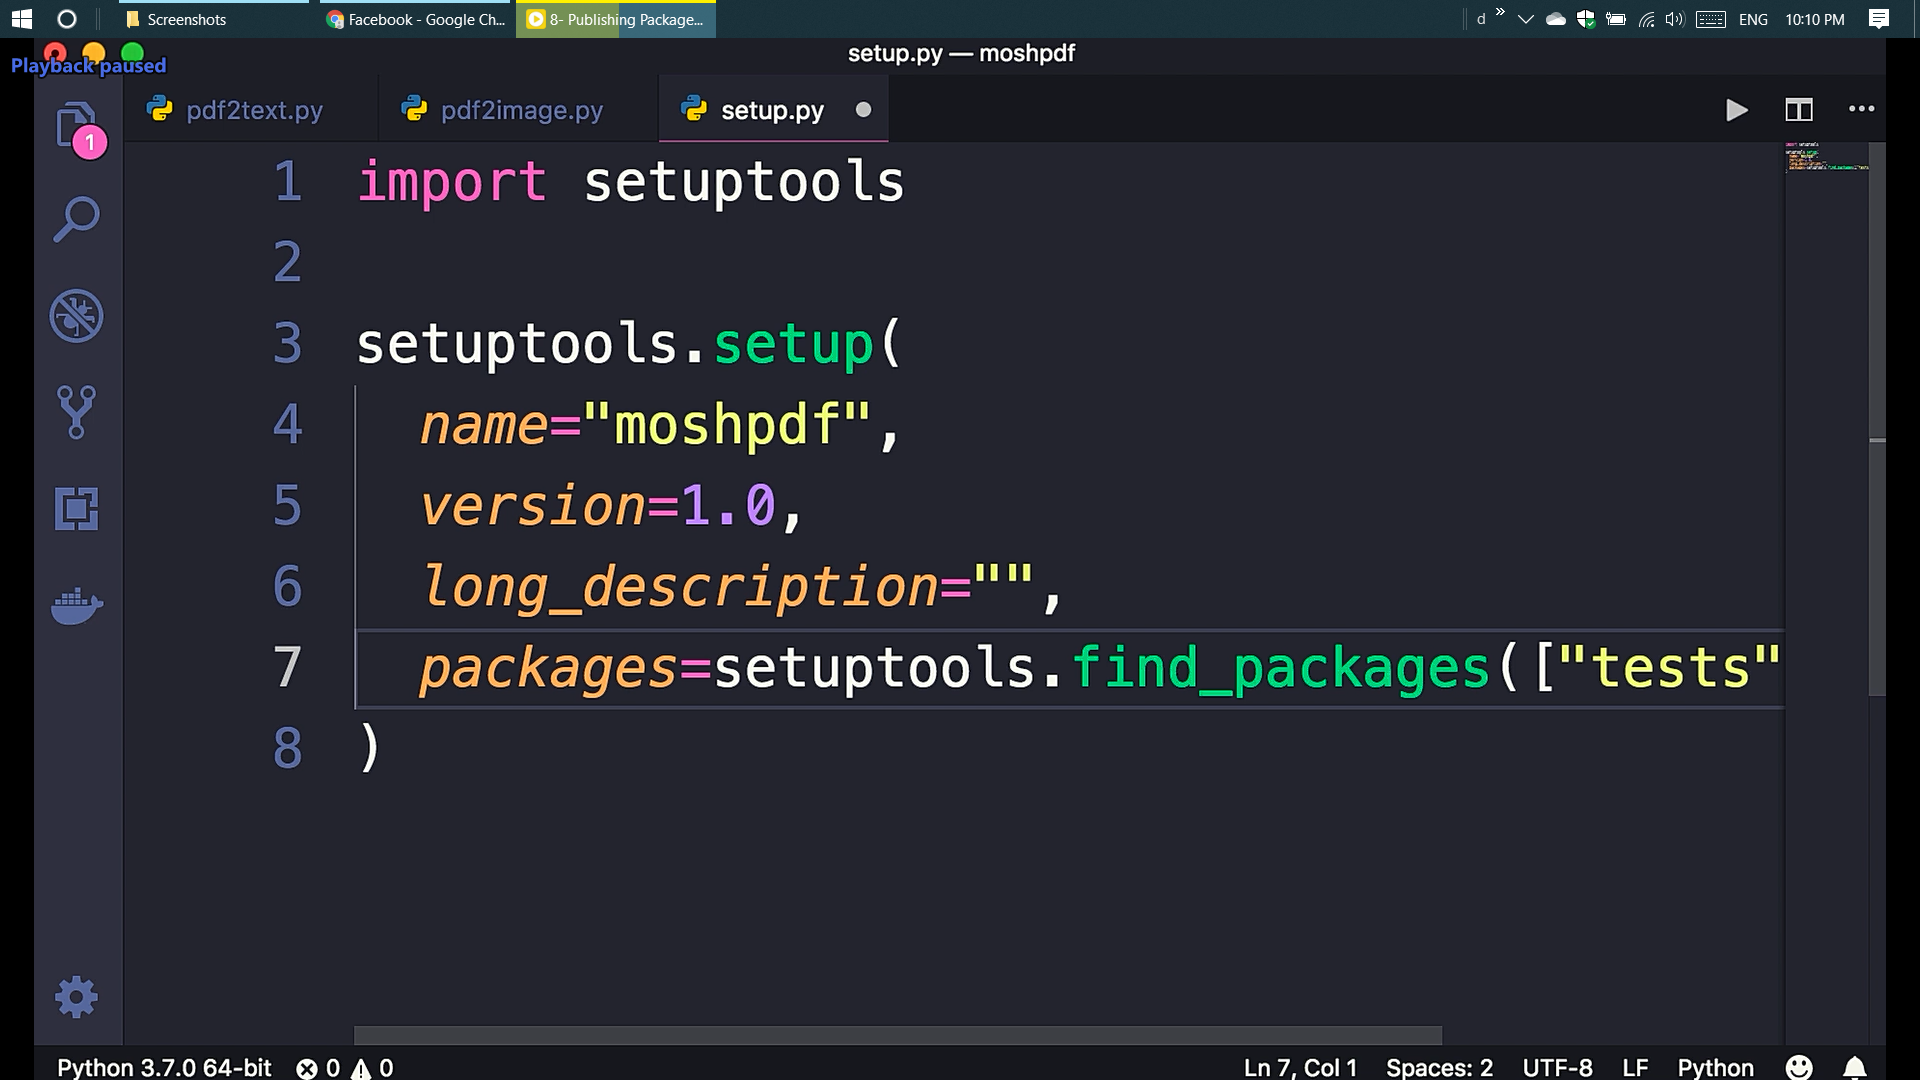 Screenshots
Facebook - Google Ch...
8- Publishing Package...
d
ENG
10:10 PM
setup.py — moshpdf
Playback paused
pdf2text.py
pdf2image.py
setup.py
1
1 import setuptools
2
3 setuptools.setup(
4 name="moshpdf",
5 version=1.0,
6 long_description="",
7 packages=setuptools.find_packages(["tests"
8 )
Python 3.7.0 64-bit 0 0
Ln 7, Col 1 Spaces: 2 UTF-8 LF Python